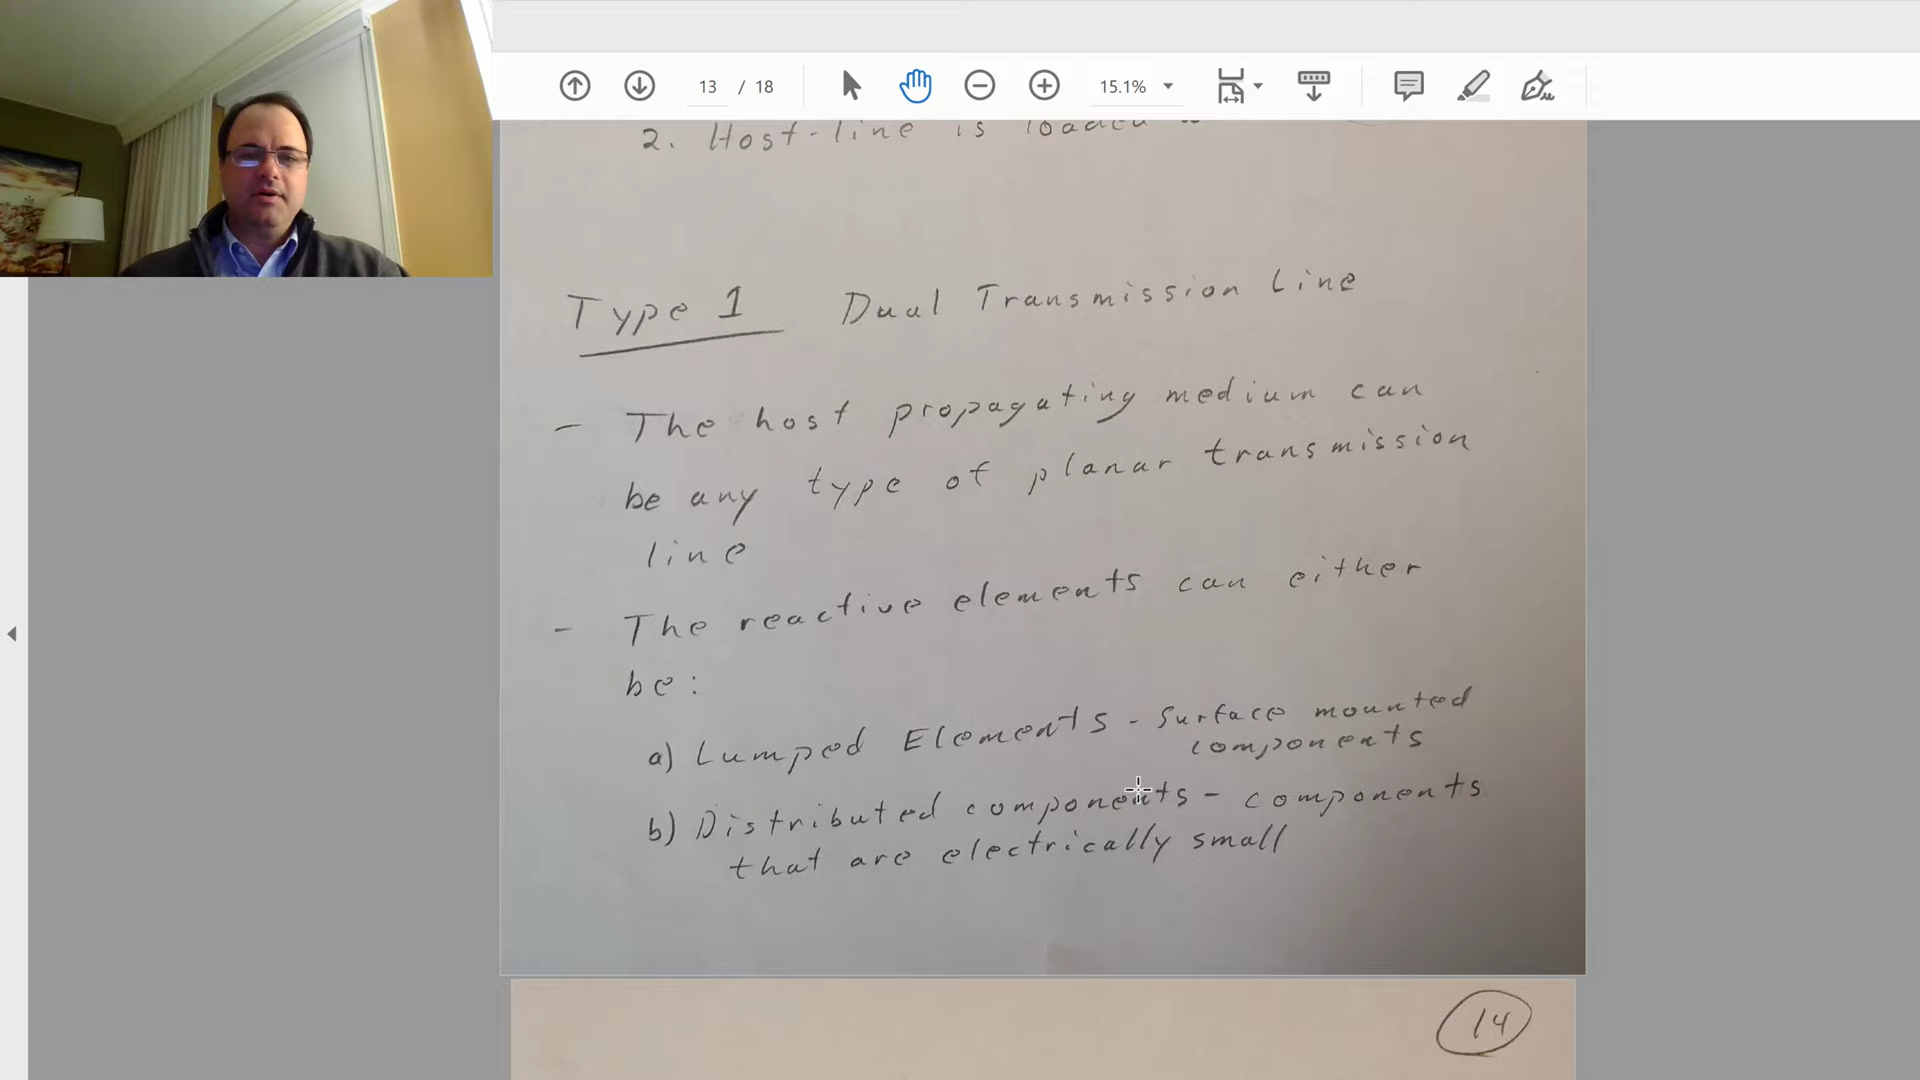 13 / 18
15.1%
2. Host-line is loaded
Type 1 Dual Transmission Line
- The host propagating medium can
be any type of planar transmission
line
- The reactive elements can either
be:
a) Lumped Elements - surface mounted
components
b) Distributed components - components
that are electrically small
14